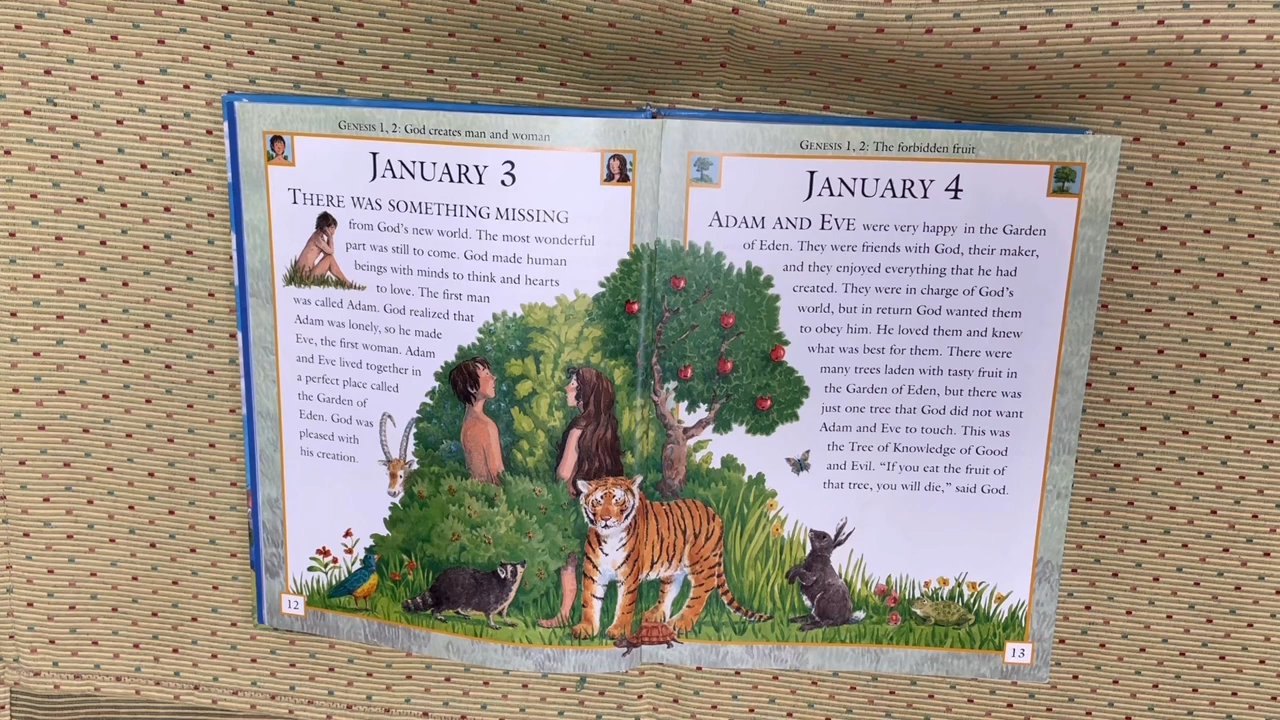 GENESIS 1, 2: God creates man and woman
JANUARY 3
THERE WAS SOMETHING MISSING
from God's new world. The most wonderful
part was still to come. God made human
beings with minds to think and hearts
to love. The first man
was called Adam. God realized that
Adam was lonely, so he made
Eve, the first woman. Adam
and Eve lived together in
a perfect place called
the Garden of
Eden. God was
pleased with
his creation.
12
GENESIS 1, 2: The forbidden fruit
JANUARY 4
ADAM AND EVE were very happy in the Garden
of Eden. They were friends with God, their maker,
and they enjoyed everything that he had
created. They were in charge of God's
world, but in return God wanted them
to obey him. He loved them and knew
what was best for them. There were
many trees laden with tasty fruit in
the Garden of Eden, but there was
just one tree that God did not want
Adam and Eve to touch. This was
the Tree of Knowledge of Good
and Evil. “If you eat the fruit of
that tree, you will die,” said God.
13